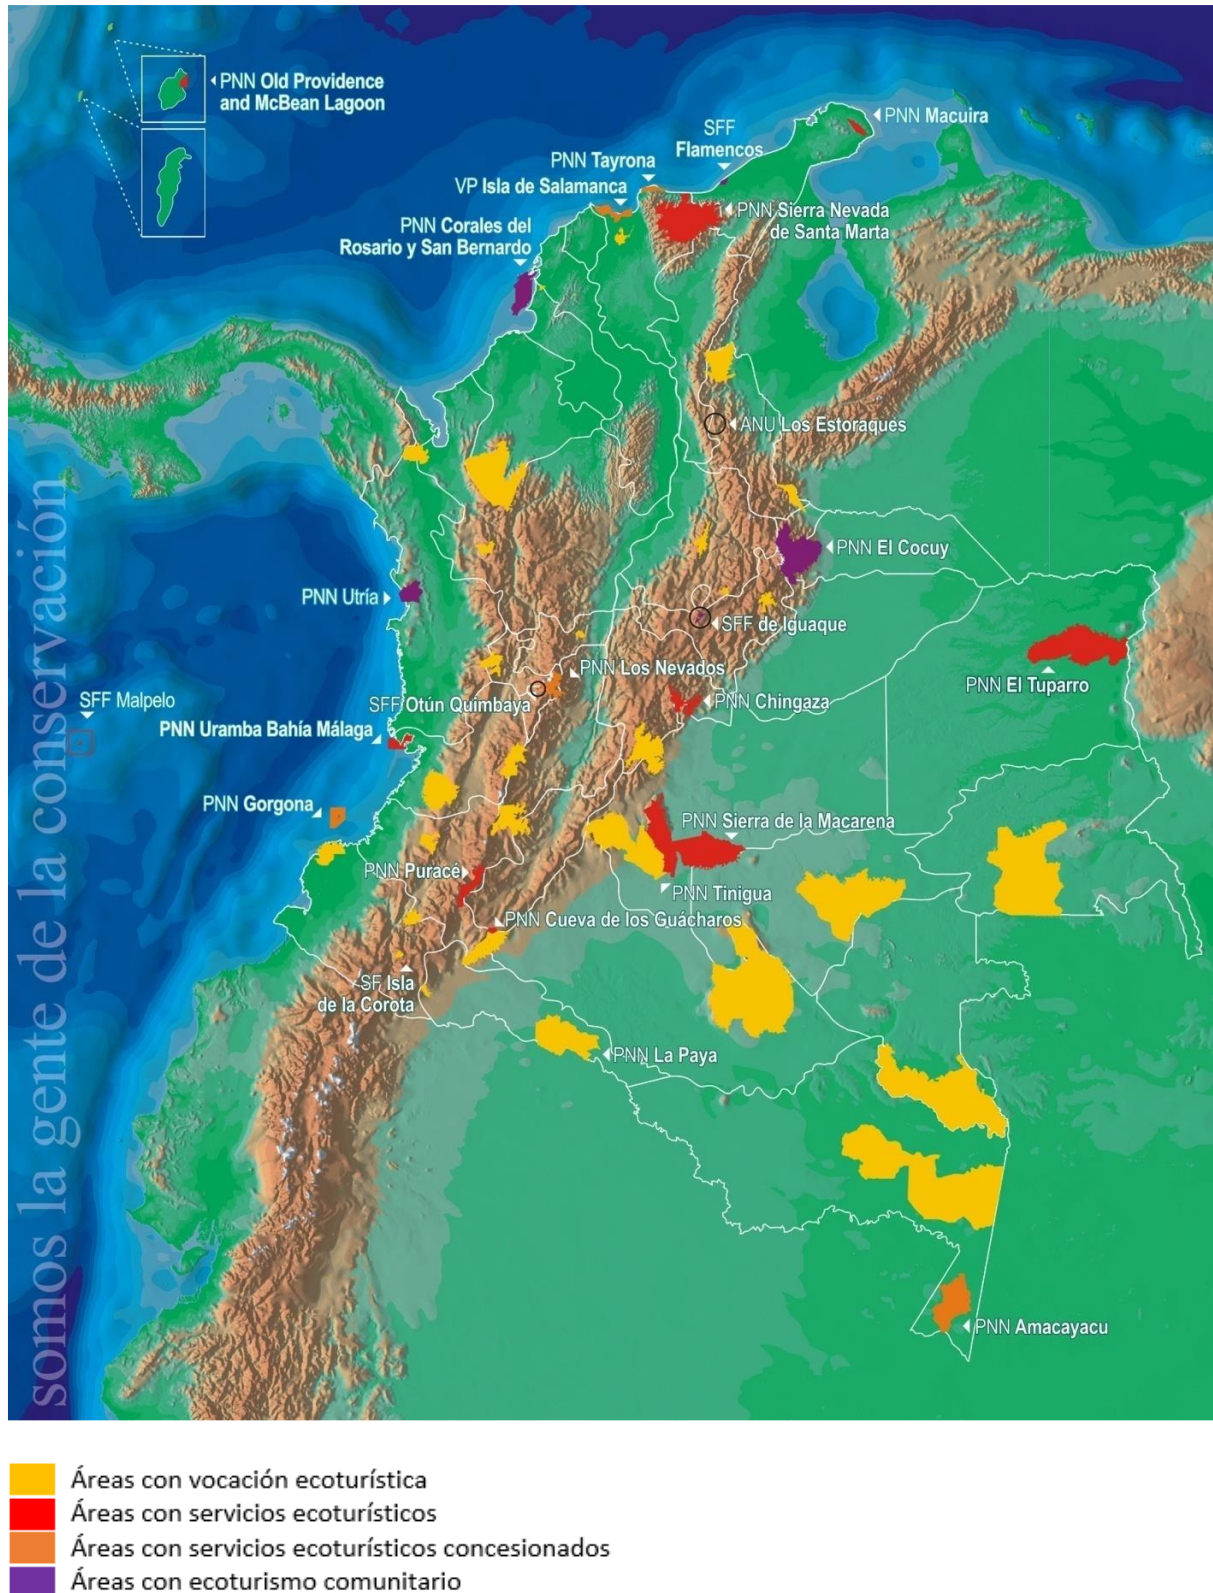 PNN Old Providence
and McBean Lagoon
PNN Macuira
SFF
Flamencos
PNN Tayrona
VP Isla de Salamanca
PNN Sierra Nevada
de Santa Marta
PNN Corales del
Rosario y San Bernardo
ANU Los Estoraques
PNN El Cocuy
PNN Utría
SFF de Iguaque
PNN Los Nevados
PNN El Tuparro
SFF Malpelo
SFF Otún Quimbaya
PNN Chingaza
PNN Uramba Bahía Málaga
PNN Gorgona
PNN Sierra de la Macarena
PNN Puracé
PNN Tinigua
PNN Cueva de los Guácharos
SF Isla
de la Corota
PNN La Paya
PNN Amacayacu
somos la gente de la conservación
Áreas con vocación ecoturística
Áreas con servicios ecoturísticos
Áreas con servicios ecoturísticos concesionados
Áreas con ecoturismo comunitario